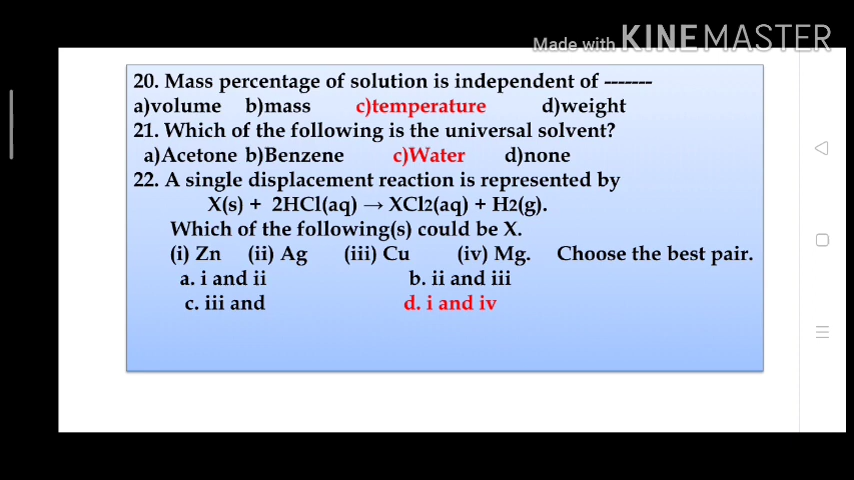 Made with KINEMASTER
20. Mass percentage of solution is independent of -------
a)volume b)mass c)temperature d)weight
21. Which of the following is the universal solvent?
a)Acetone b)Benzene c)Water d)none
22. A single displacement reaction is represented by
X(s) + 2HCl(aq) → XCl2(aq) + H2(g).
Which of the following(s) could be X.
(i) Zn (ii) Ag (iii) Cu (iv) Mg. Choose the best pair.
a. i and ii b. ii and iii
c. iii and d. i and iv